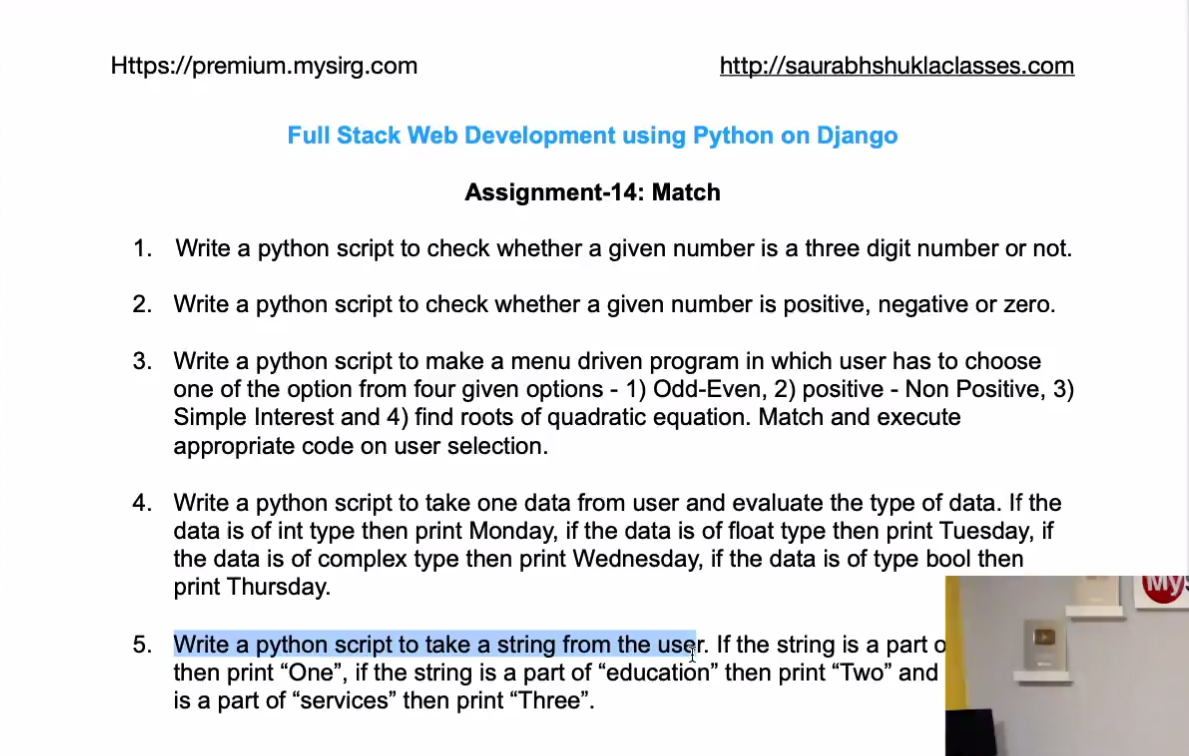 Https://premium.mysirg.com http://saurabhshuklaclasses.com
Full Stack Web Development using Python on Django
Assignment-14: Match
1. Write a python script to check whether a given number is a three digit number or not.
2. Write a python script to check whether a given number is positive, negative or zero.
3. Write a python script to make a menu driven program in which user has to choose
one of the option from four given options - 1) Odd-Even, 2) positive - Non Positive, 3)
Simple Interest and 4) find roots of quadratic equation. Match and execute
appropriate code on user selection.
4. Write a python script to take one data from user and evaluate the type of data. If the
data is of int type then print Monday, if the data is of float type then print Tuesday, if
the data is of complex type then print Wednesday, if the data is of type bool then
print Thursday.
5. Write a python script to take a string from the user. If the string is a part
then print “One”, if the string is a part of “education” then print “Two” and
is a part of “services” then print “Three”.